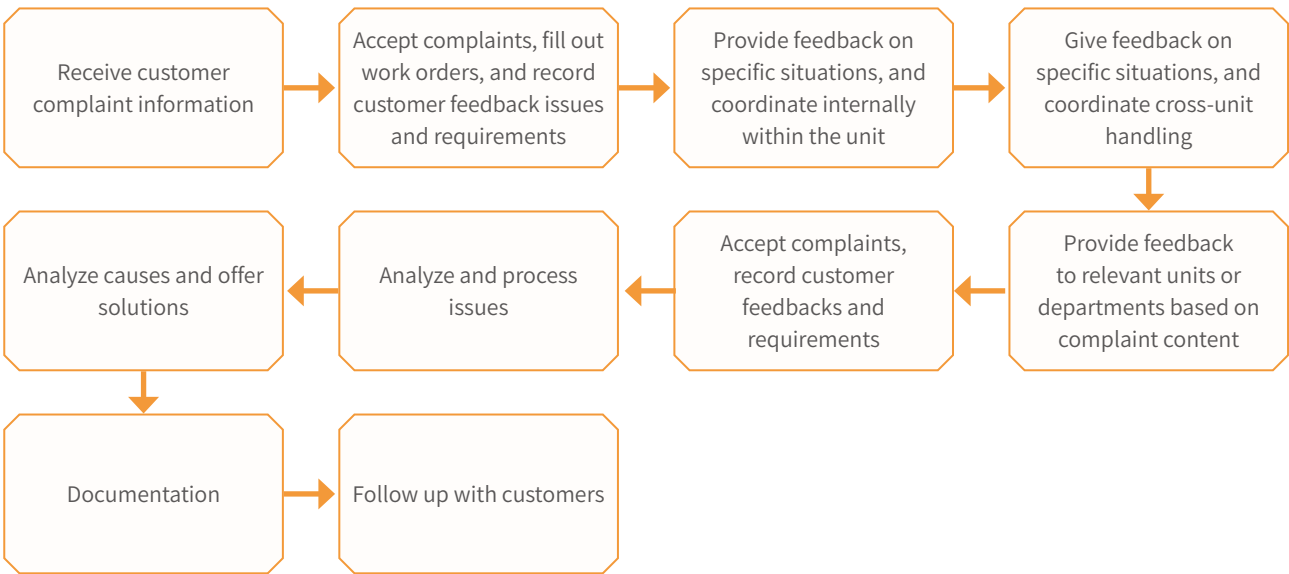 Receive customer
complaint information
Accept complaints, fill out
work orders, and record
customer feedback issues
and requirements
Provide feedback on
specific situations, and
coordinate internally
within the unit
Give feedback on
specific situations, and
coordinate cross-unit
handling
Provide feedback
to relevant units or
departments based on
complaint content
Accept complaints,
record customer
feedbacks and
requirements
Analyze and process
issues
Analyze causes and offer
solutions
Documentation
Follow up with customers